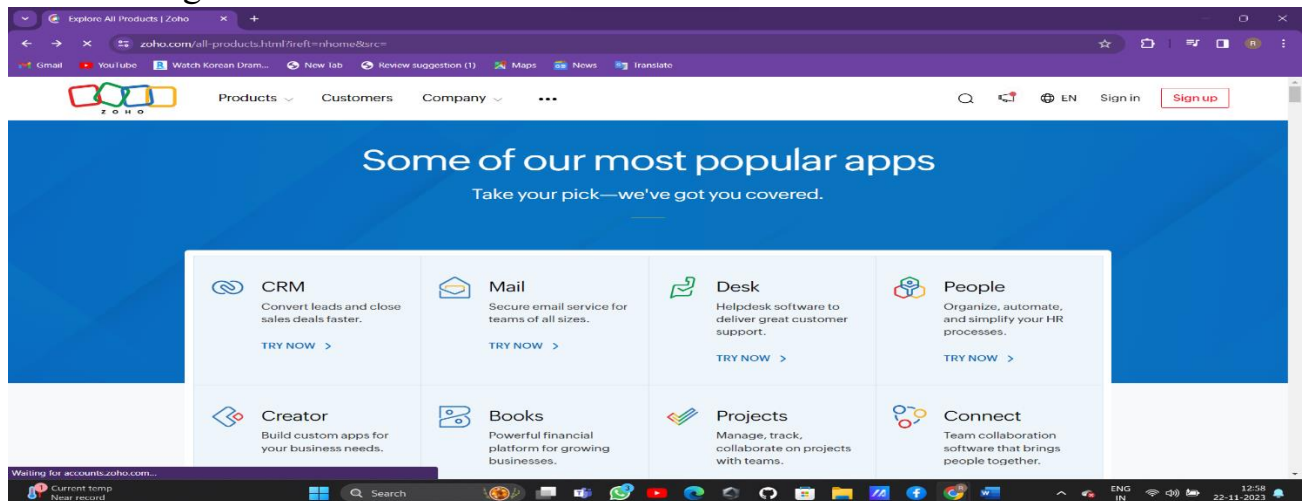 Explore All Products | Zoho
zoho.com/all-products.html?ireft=nhome&src=
Gmail YouTube Watch Korean Dram... New Tab Review suggestion (1) Maps News Translate
ZOHO Products Customers Company ••• EN Sign in Sign up
Some of our most popular apps
Take your pick—we've got you covered.
CRM
Convert leads and close
sales deals faster.
TRY NOW >
Mail
Secure email service for
teams of all sizes.
TRY NOW >
Desk
Helpdesk software to
deliver great customer
support.
TRY NOW >
People
Organize, automate,
and simplify your HR
processes.
TRY NOW >
Creator
Build custom apps for
your business needs.
Books
Powerful financial
platform for growing
businesses.
Projects
Manage, track,
collaborate on projects
with teams.
Connect
Team collaboration
software that brings
people together.
Waiting for accounts.zoho.com...
Current temp
Near record
Search
ENG
IN
12:58
22-11-2023